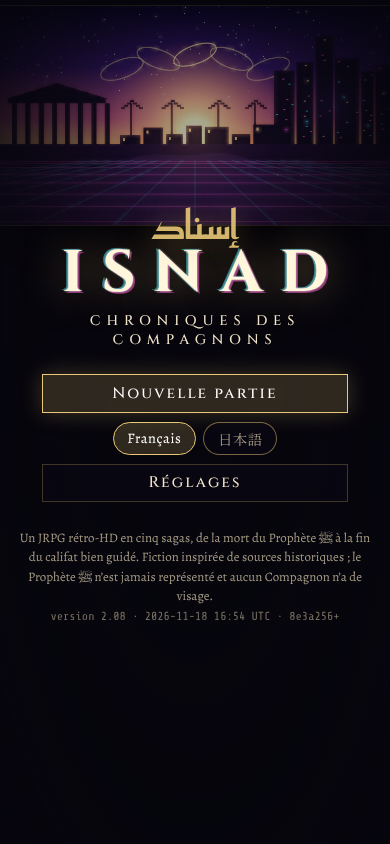 إسناد
ISNAD
CHRONIQUES DES
COMPAGNONS
Nouvelle partie
Français
日本語
Réglages
Un JRPG rétro-HD en cinq sagas, de la mort du Prophète ﷺ à la fin
du califat bien guidé. Fiction inspirée de sources historiques ; le
Prophète ﷺ n'est jamais représenté et aucun Compagnon n'a de
visage.
version 2.08 · 2026-11-18 16:54 UTC · 8e3a256+